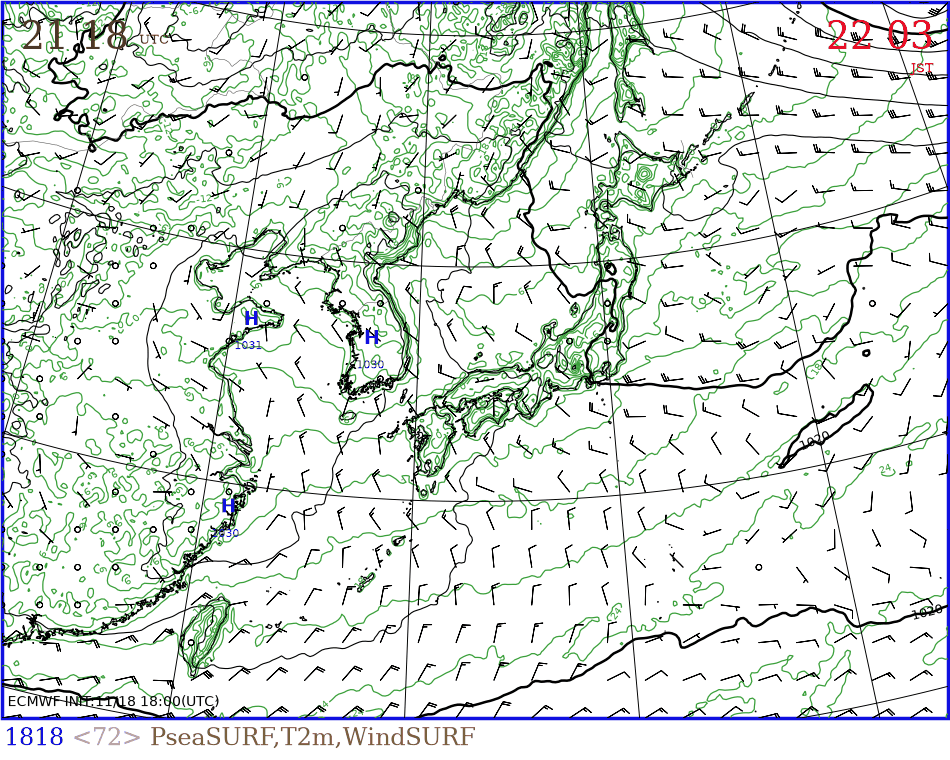 21 18 UTC
22 03
JST
H
1031
H
1030
1020
24
H
1030
1020
ECMWF INIT:11/18 18:00(UTC)
1818 <72> PseaSURF,T2m,WindSURF